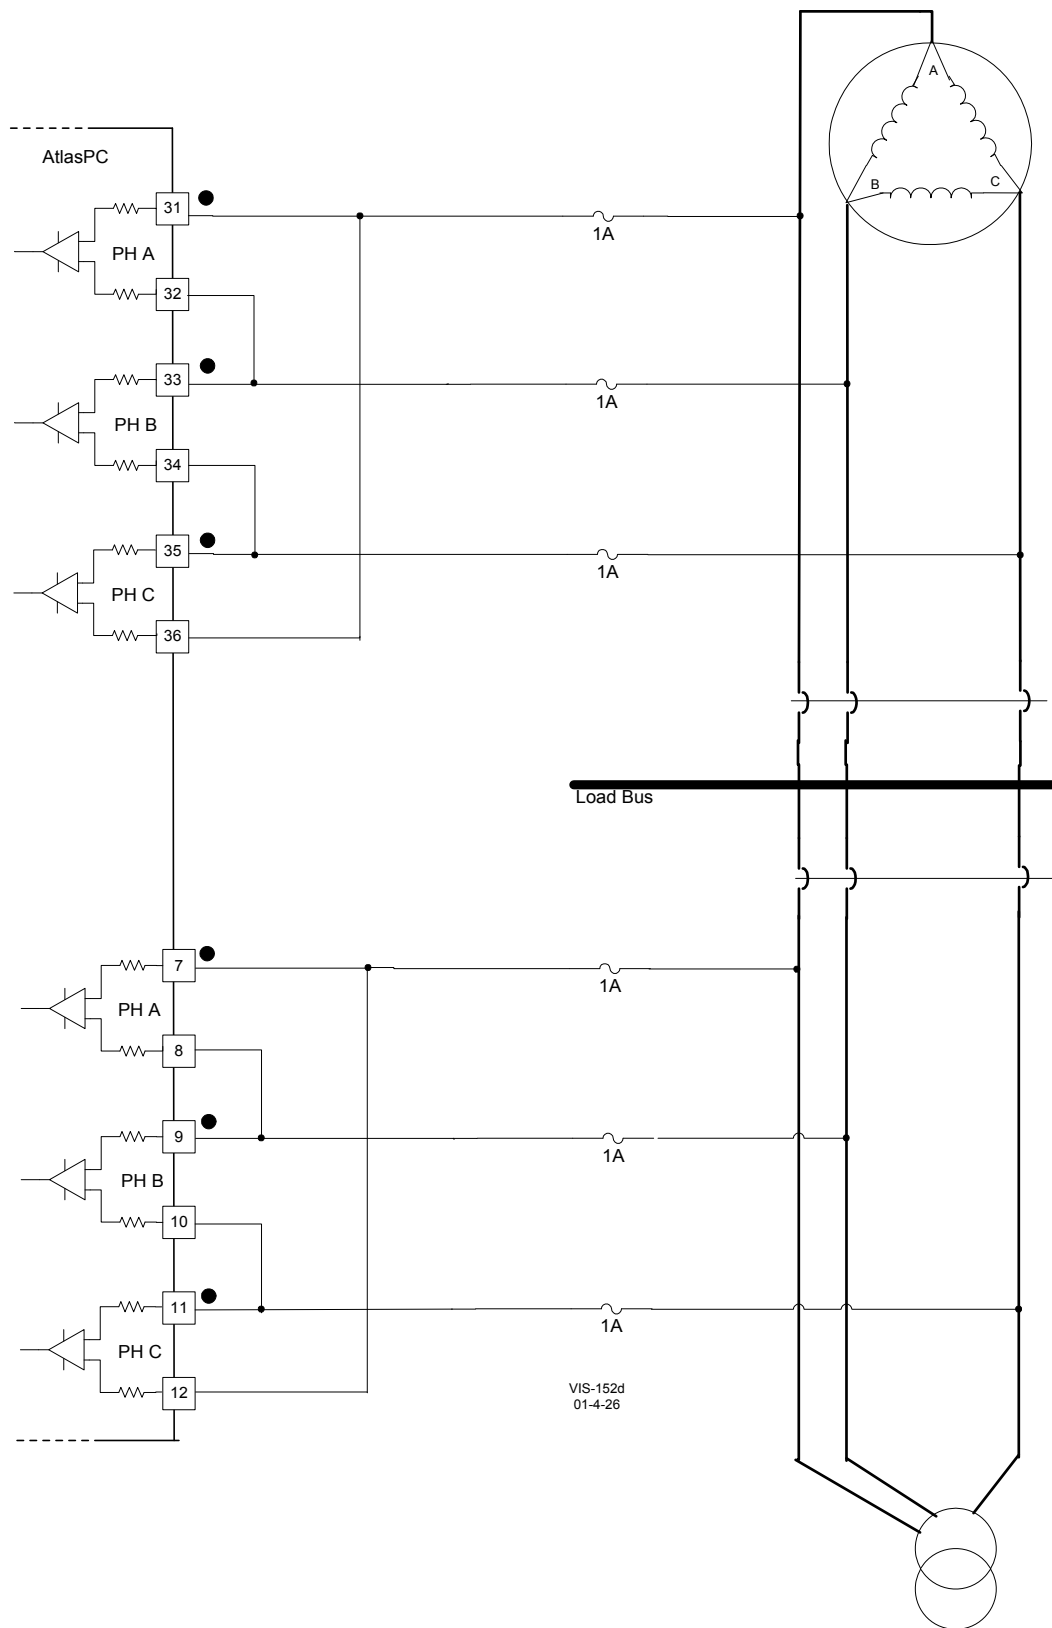 A
B
C
AtlasPC
31
PH A
1A
32
33
PH B
1A
34
35
PH C
1A
36
Load Bus
7
PH A
1A
8
9
PH B
1A
10
11
PH C
1A
12
VIS-152d
01-4-26